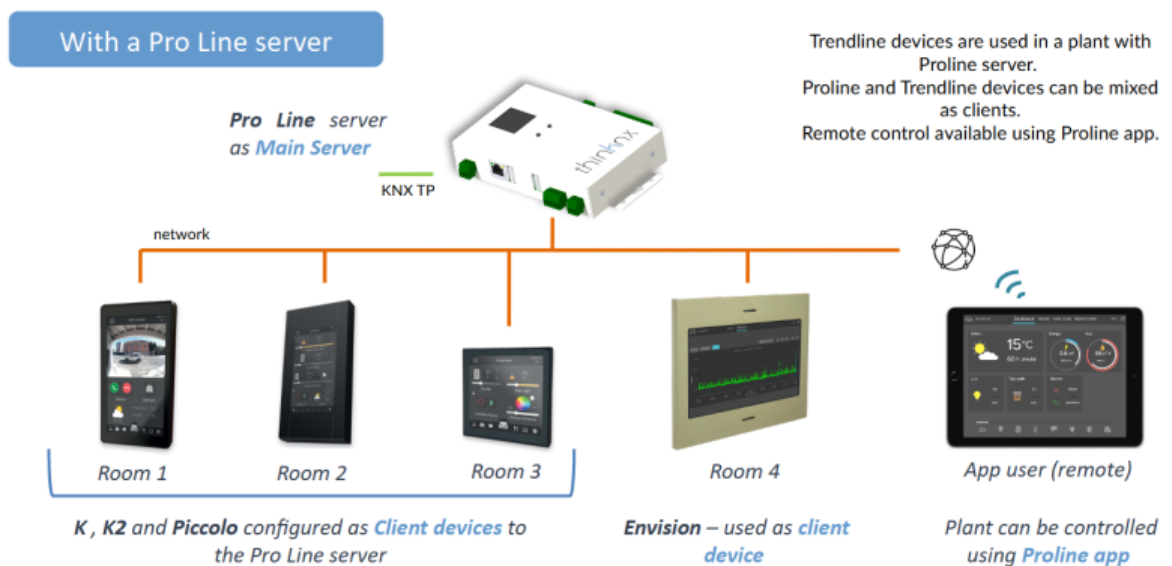 With a Pro Line server
Trendline devices are used in a plant with
Proline server.
Proline and Trendline devices can be mixed
as clients.
Remote control available using Proline app.
Pro Line server
as Main Server
thinknx
KNX TP
network
15°C
Room 1
Room 2
Room 3
Room 4
App user (remote)
K , K2 and Piccolo configured as Client devices to
the Pro Line server
Envision – used as client
device
Plant can be controlled
using Proline app